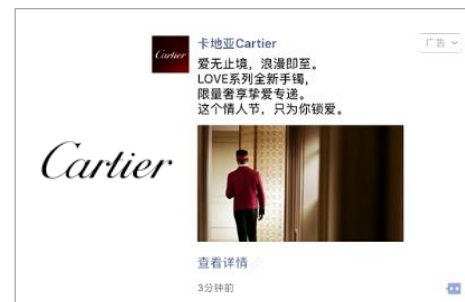 Cartier
Cartier
卡地亚Cartier
广告
爱无止境，浪漫即至。
LOVE系列全新手镯，
限量奢享挚爱专递。
这个情人节，只为你锁爱。
查看详情
3分钟前